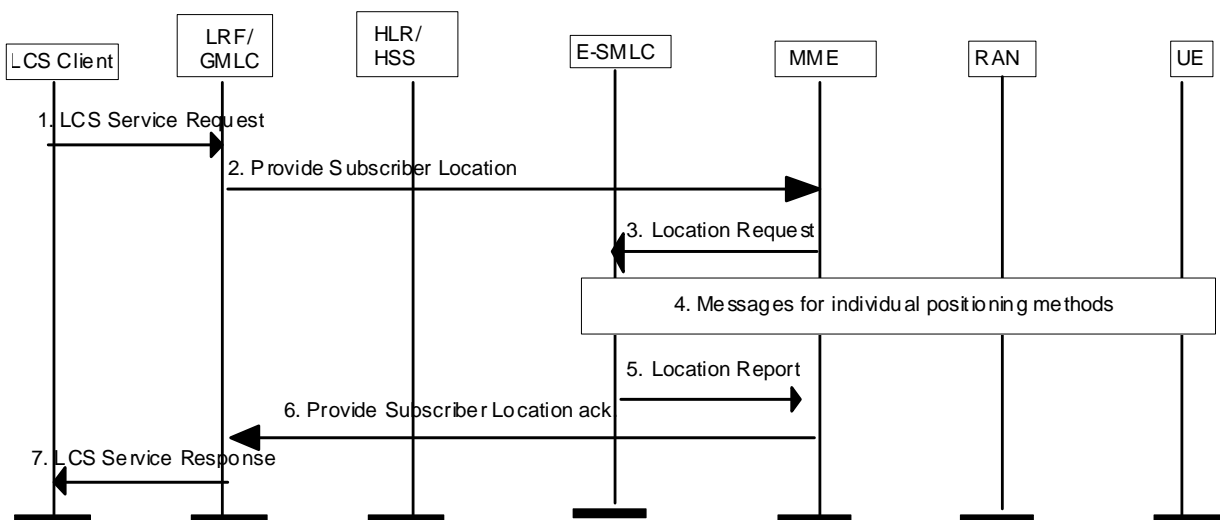 LCS Client
LRF/
GMLC
HLR/
HSS
E-SMLC
MME
RAN
UE
1. LCS Service Request
2. Provide Subscriber Location
3. Location Request
4. Messages for individual positioning methods
5. Location Report
6. Provide Subscriber Location ack.
7. LCS Service Response